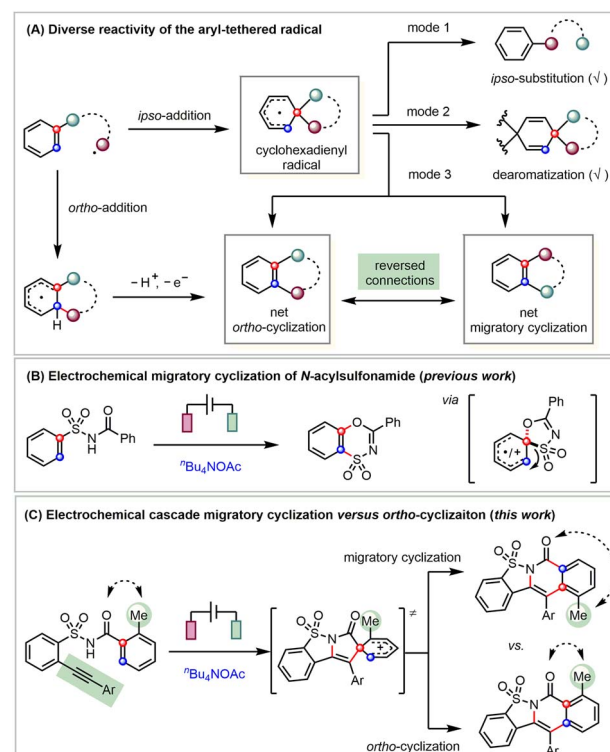 (A) Diverse reactivity of the aryl-tethered radical
mode 1
ipso-substitution (√)
ipso-addition
mode 2
cyclohexadienyl
radical
dearomatization (√)
mode 3
ortho-addition
H
– H⁺, – e⁻
net
ortho-cyclization
reversed
connections
net
migratory cyclization
(B) Electrochemical migratory cyclization of N-acylsulfonamide (previous work)
O O O
S N Ph
H
ⁿBu₄NOAc
O Ph
N
S
O O
via
Ph
O
N
S O
O
•/+
(C) Electrochemical cascade migratory cyclization versus ortho-cyclizaiton (this work)
migratory cyclization
O O O Me
S N
H
Ar
ⁿBu₄NOAc
O O O Me
S N
+
Ar
≠
O O O
S N
Ar Me
vs.
O O O Me
S N
Ar
ortho-cyclization